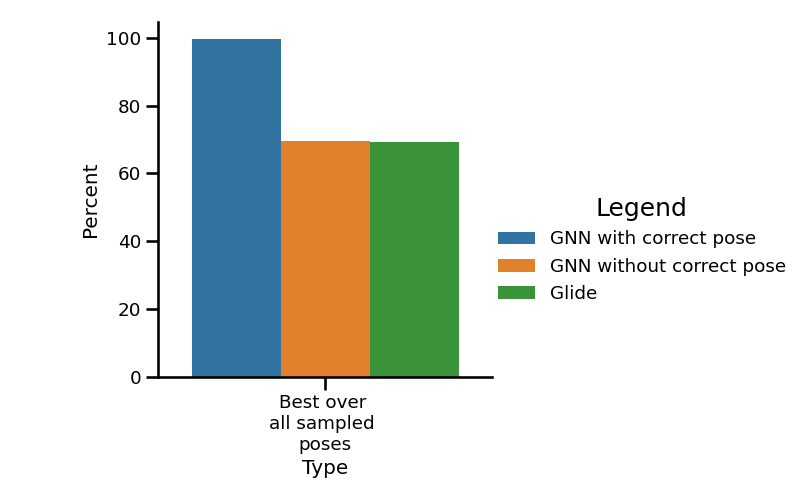 100
80
60
40
20
0
Percent
Best over
all sampled
poses
Type
Legend
GNN with correct pose
GNN without correct pose
Glide